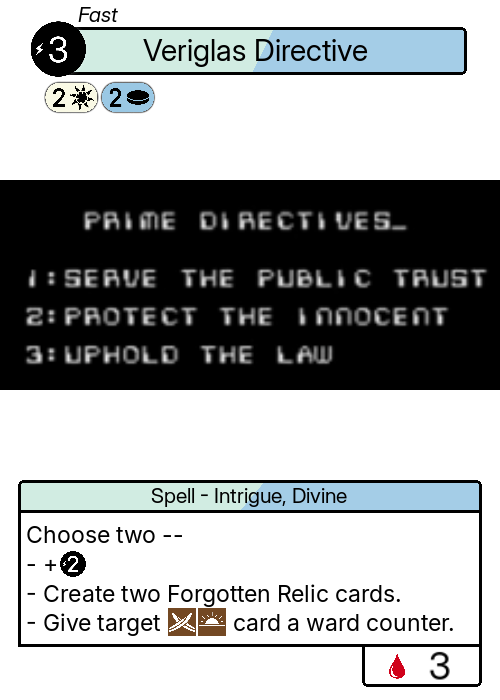 Fast
3 Veriglas Directive
2 2
PRIME DIRECTIVES_
1:SERVE THE PUBLIC TRUST
2:PROTECT THE INNOCENT
3:UPHOLD THE LAW
Spell - Intrigue, Divine
Choose two --
- +2
- Create two Forgotten Relic cards.
- Give target card a ward counter.
3